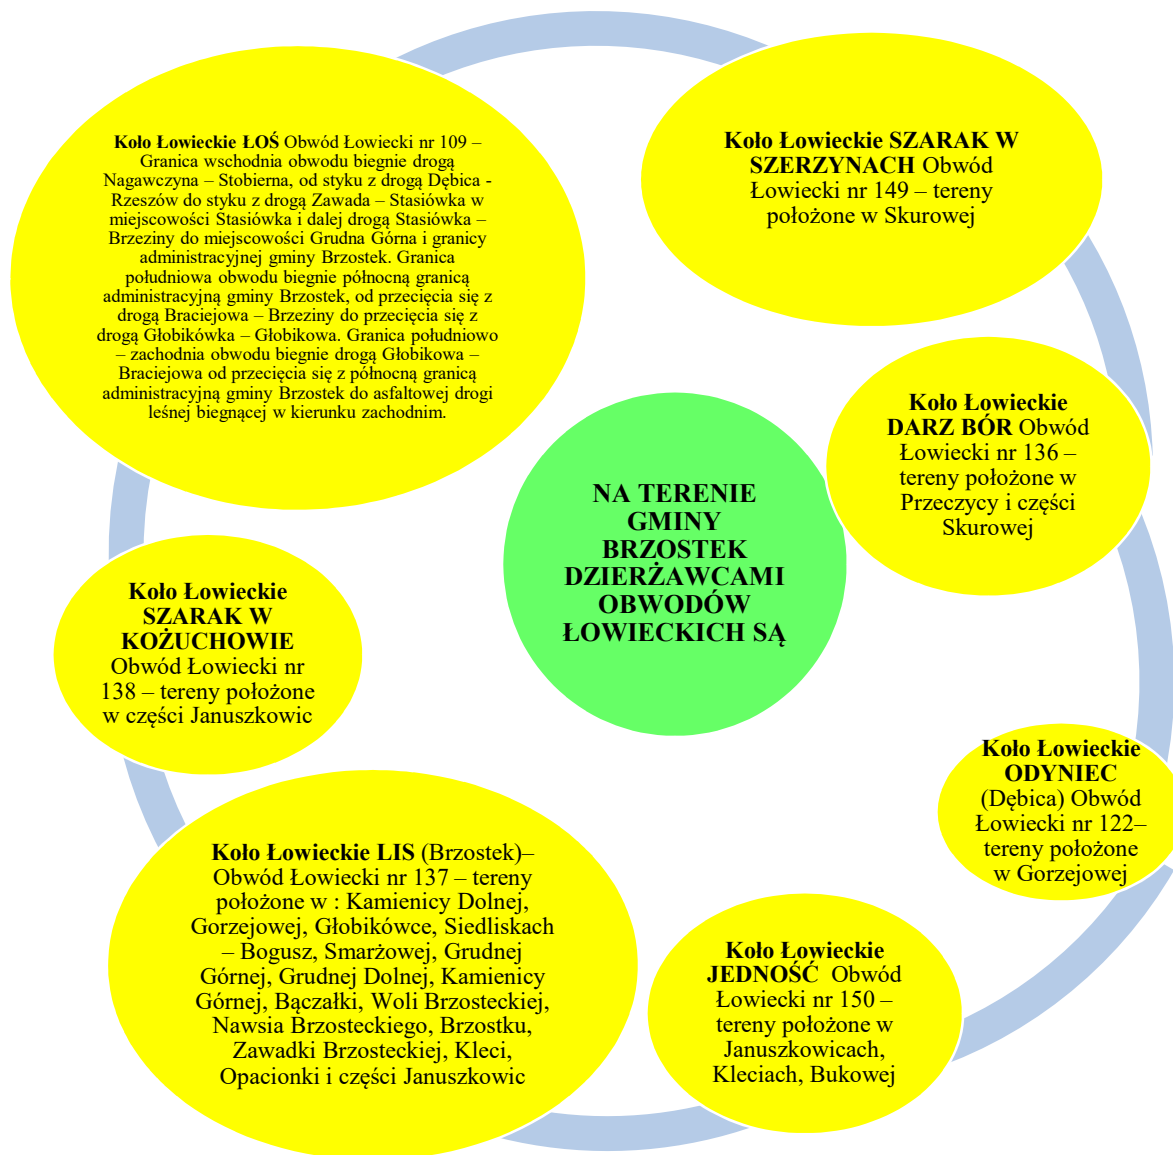 Koło Łowieckie ŁOŚ Obwód Łowiecki nr 109 –
Granica wschodnia obwodu biegnie drogą
Nagawczyna – Stobierna, od styku z drogą Dębica -
Rzeszów do styku z drogą Zawada – Stasiówka w
miejscowości Stasiówka i dalej drogą Stasiówka –
Brzeziny do miejscowości Grudna Górna i granicy
administracyjnej gminy Brzostek. Granica
południowa obwodu biegnie północną granicą
administracyjną gminy Brzostek, od przecięcia się z
drogą Braciejowa – Brzeziny do przecięcia się z
drogą Głobikówka – Głobikowa. Granica południowo
– zachodnia obwodu biegnie drogą Głobikowa –
Braciejowa od przecięcia się z północną granicą
administracyjną gminy Brzostek do asfaltowej drogi
leśnej biegnącej w kierunku zachodnim.
Koło Łowieckie SZARAK W
SZERZYNACH Obwód
Łowiecki nr 149 – tereny
położone w Skurowej
Koło Łowieckie
DARZ BÓR Obwód
Łowiecki nr 136 –
tereny położone w
Przeczycy i części
Skurowej
NA TERENIE
GMINY
BRZOSTEK
DZIERŻAWCAMI
OBWODÓW
ŁOWIECKICH SĄ
Koło Łowieckie
SZARAK W
KOŻUCHOWIE
Obwód Łowiecki nr
138 – tereny położone
w części Januszkowic
Koło Łowieckie
ODYNIEC
(Dębica) Obwód
Łowiecki nr 122–
tereny położone
w Gorzejowej
Koło Łowieckie LIS (Brzostek)–
Obwód Łowiecki nr 137 – tereny
położone w : Kamienicy Dolnej,
Gorzejowej, Głobikówce, Siedliskach
– Bogusz, Smarżowej, Grudnej
Górnej, Grudnej Dolnej, Kamienicy
Górnej, Bączałki, Woli Brzosteckiej,
Nawsia Brzosteckiego, Brzostku,
Zawadki Brzosteckiej, Kleci,
Opacionki i części Januszkowic
Koło Łowieckie
JEDNOŚĆ  Obwód
Łowiecki nr 150 –
tereny położone w
Januszkowicach,
Kleciach, Bukowej